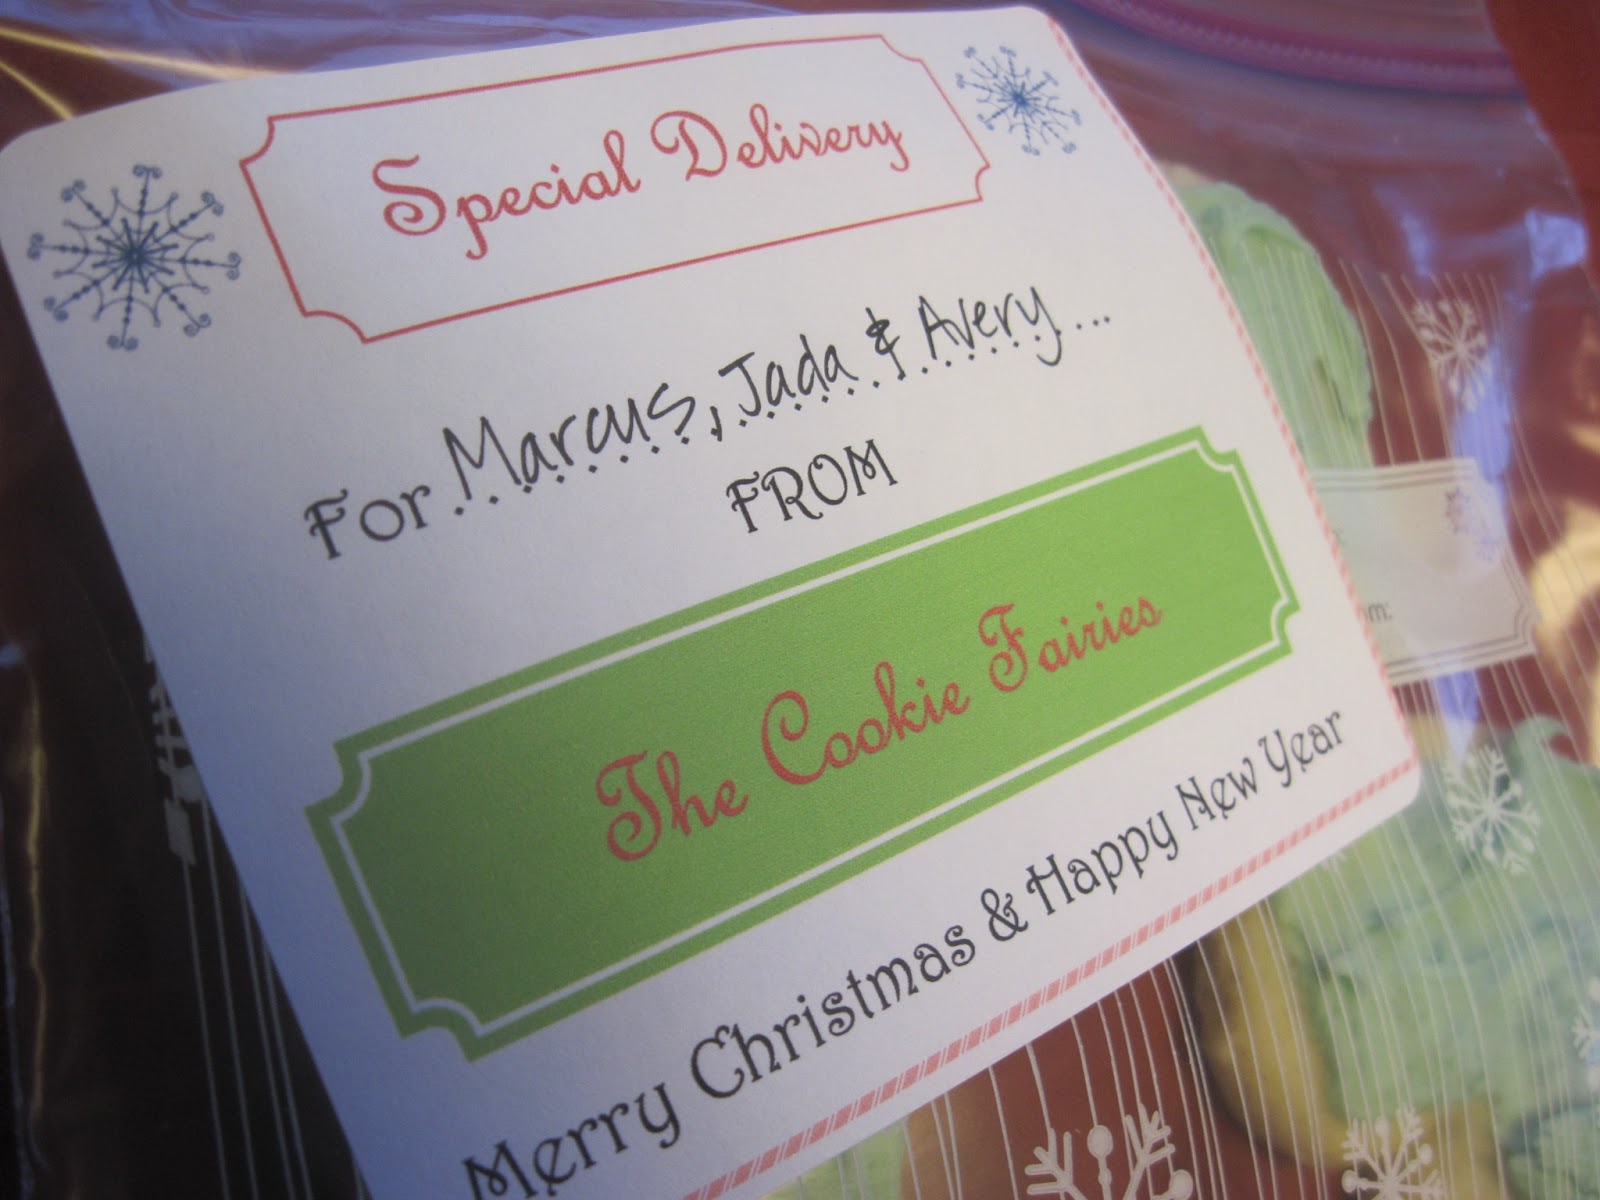 Special Delivery
For Marcus, Jada & Avery...
FROM
The Cookie Fairies
Merry Christmas & Happy New Year